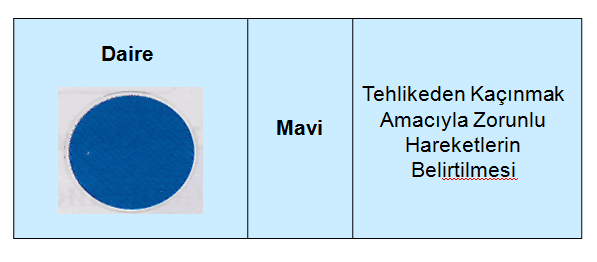 Daire
Mavi
Tehlikeden Kaçınmak
Amacıyla Zorunlu
Hareketlerin
Belirtilmesi